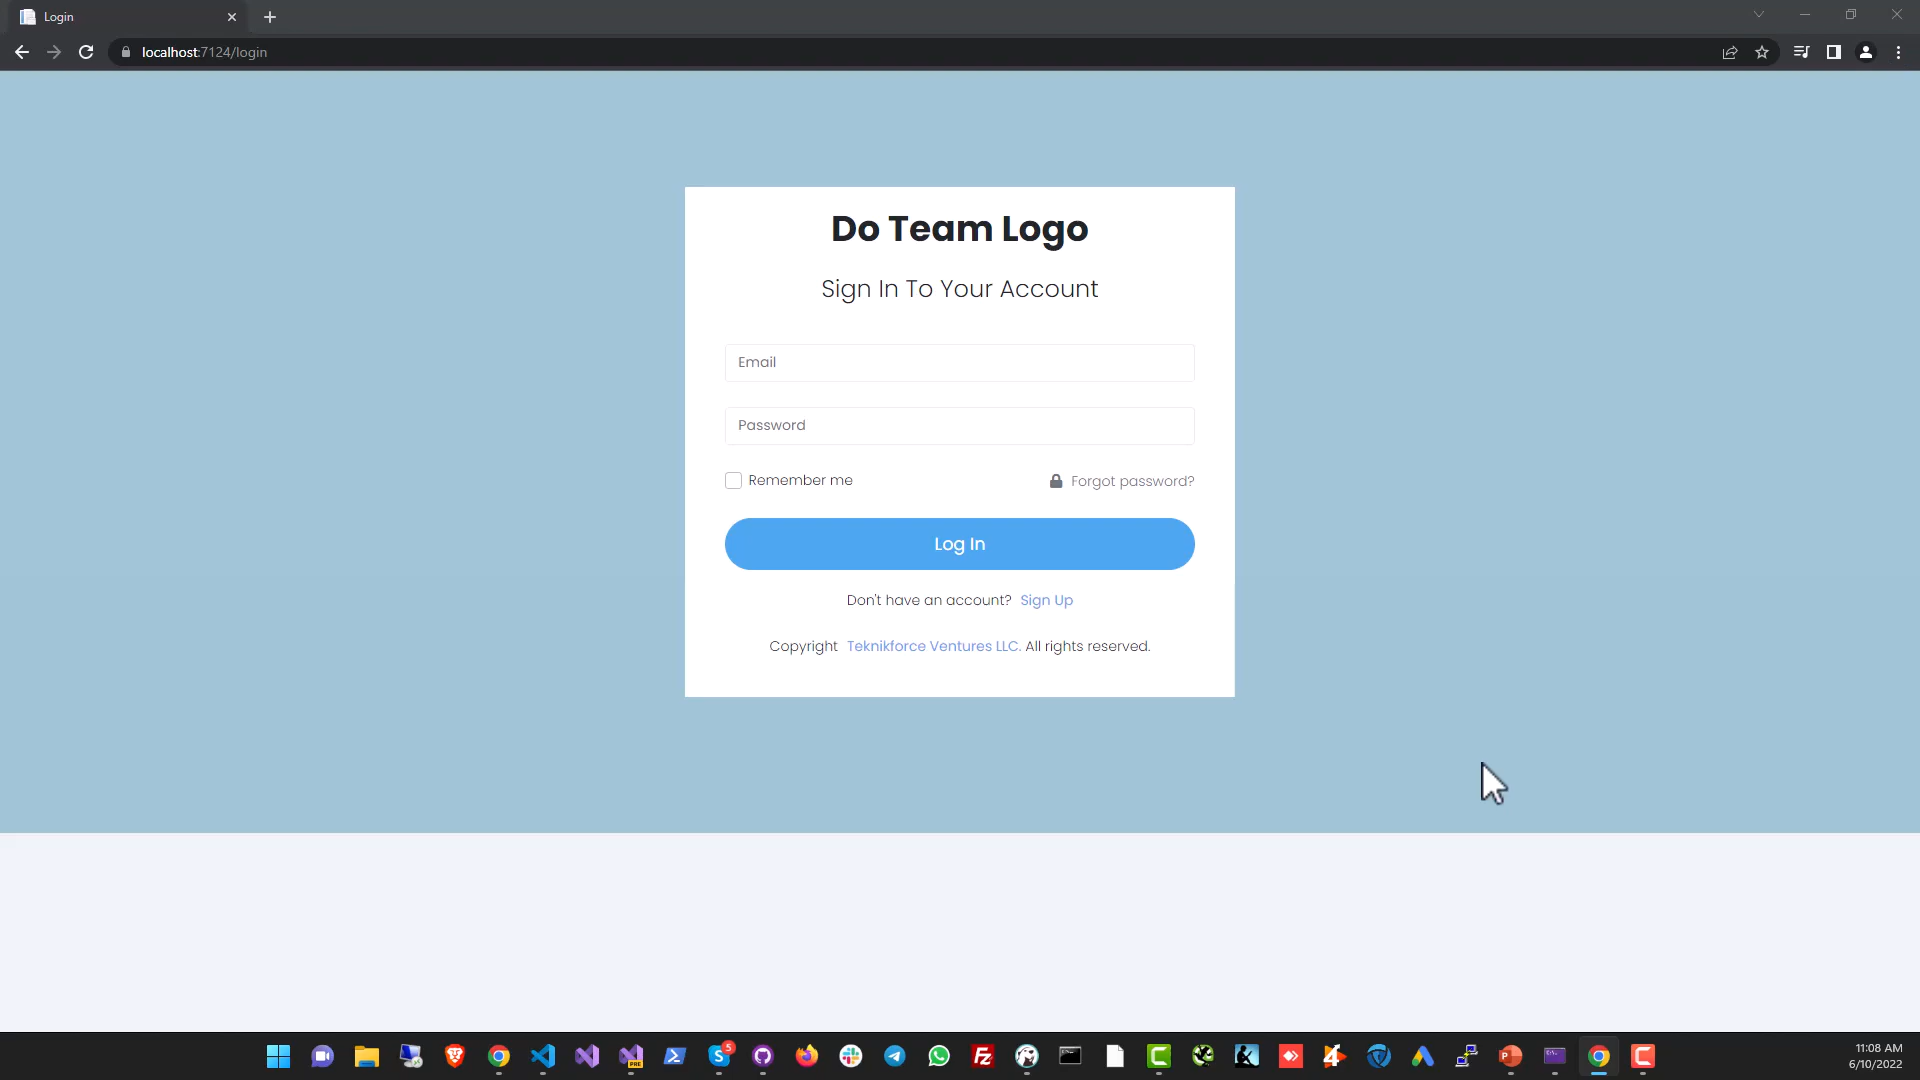 Login
localhost:7124/login
Do Team Logo
Sign In To Your Account
Email
Password
Remember me
Forgot password?
Log In
Don't have an account? Sign Up
Copyright Teknikforce Ventures LLC. All rights reserved.
5
PRE
11:08 AM
6/10/2022